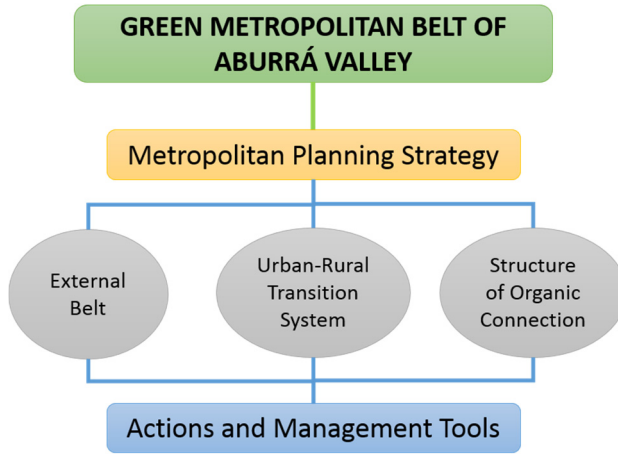 GREEN METROPOLITAN BELT OF
ABURRÁ VALLEY
Metropolitan Planning Strategy
External
Belt
Urban-Rural
Transition
System
Structure
of Organic
Connection
Actions and Management Tools